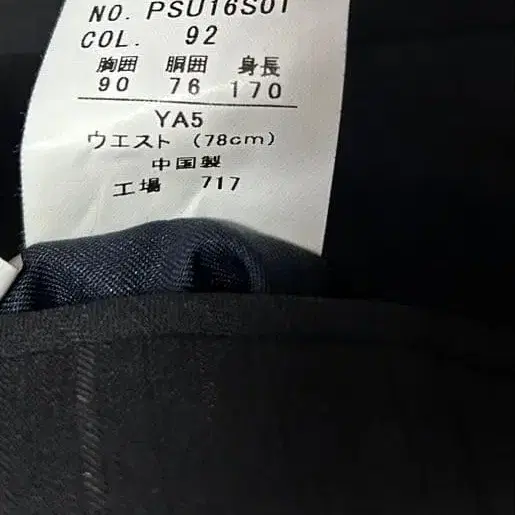 NO. PSU16S01
COL. 92
胸囲 胴囲 身長
90 76 170
YA5
ウエスト (78cm)
中国製
工場 717